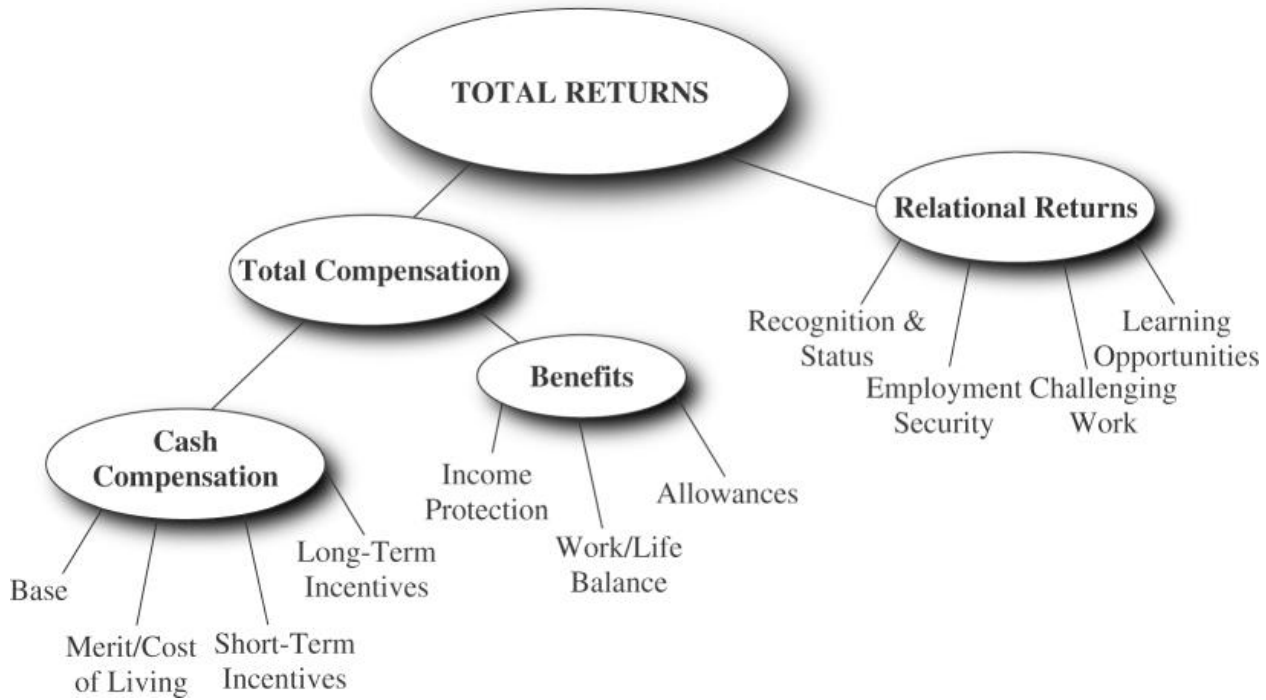 TOTAL RETURNS
Relational Returns
Total Compensation
Recognition &
Status
Learning
Opportunities
Employment
Security
Challenging
Work
Benefits
Cash
Compensation
Income
Protection
Allowances
Work/Life
Balance
Long-Term
Incentives
Base
Merit/Cost
of Living
Short-Term
Incentives